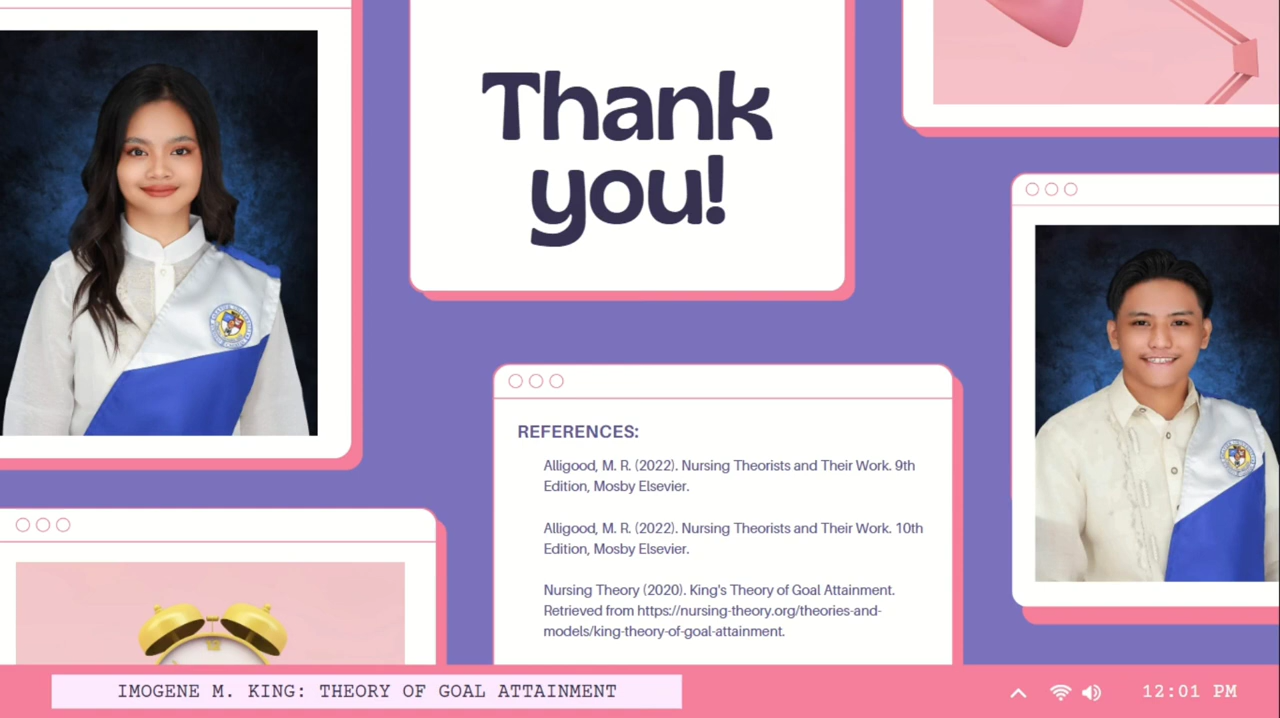 Thank
you!
REFERENCES:
Alligood, M. R. (2022). Nursing Theorists and Their Work. 9th
Edition, Mosby Elsevier.
Alligood, M. R. (2022). Nursing Theorists and Their Work. 10th
Edition, Mosby Elsevier.
Nursing Theory (2020). King's Theory of Goal Attainment.
Retrieved from https://nursing-theory.org/theories-and-
models/king-theory-of-goal-attainment.
IMOGENE M. KING: THEORY OF GOAL ATTAINMENT
12:01 PM